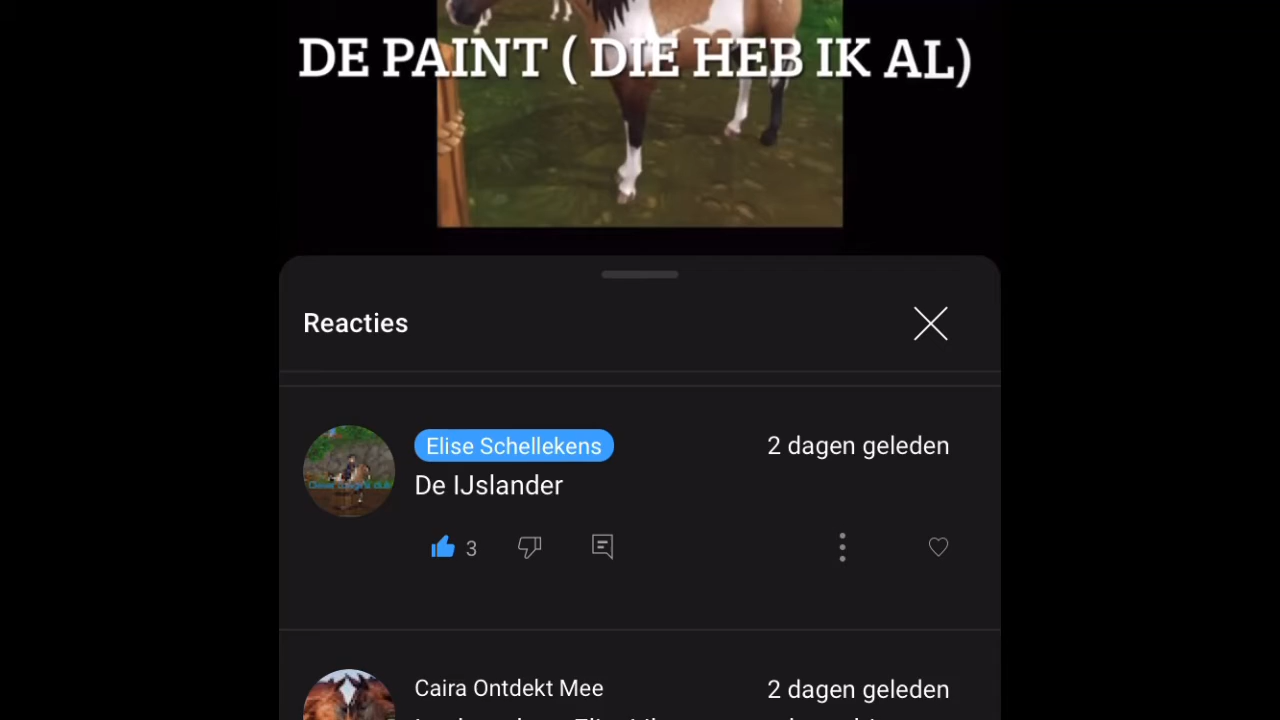 DE PAINT ( DIE HEB IK AL)
Reacties
Elise Schellekens
2 dagen geleden
De IJslander
3
Caira Ontdekt Mee
2 dagen geleden